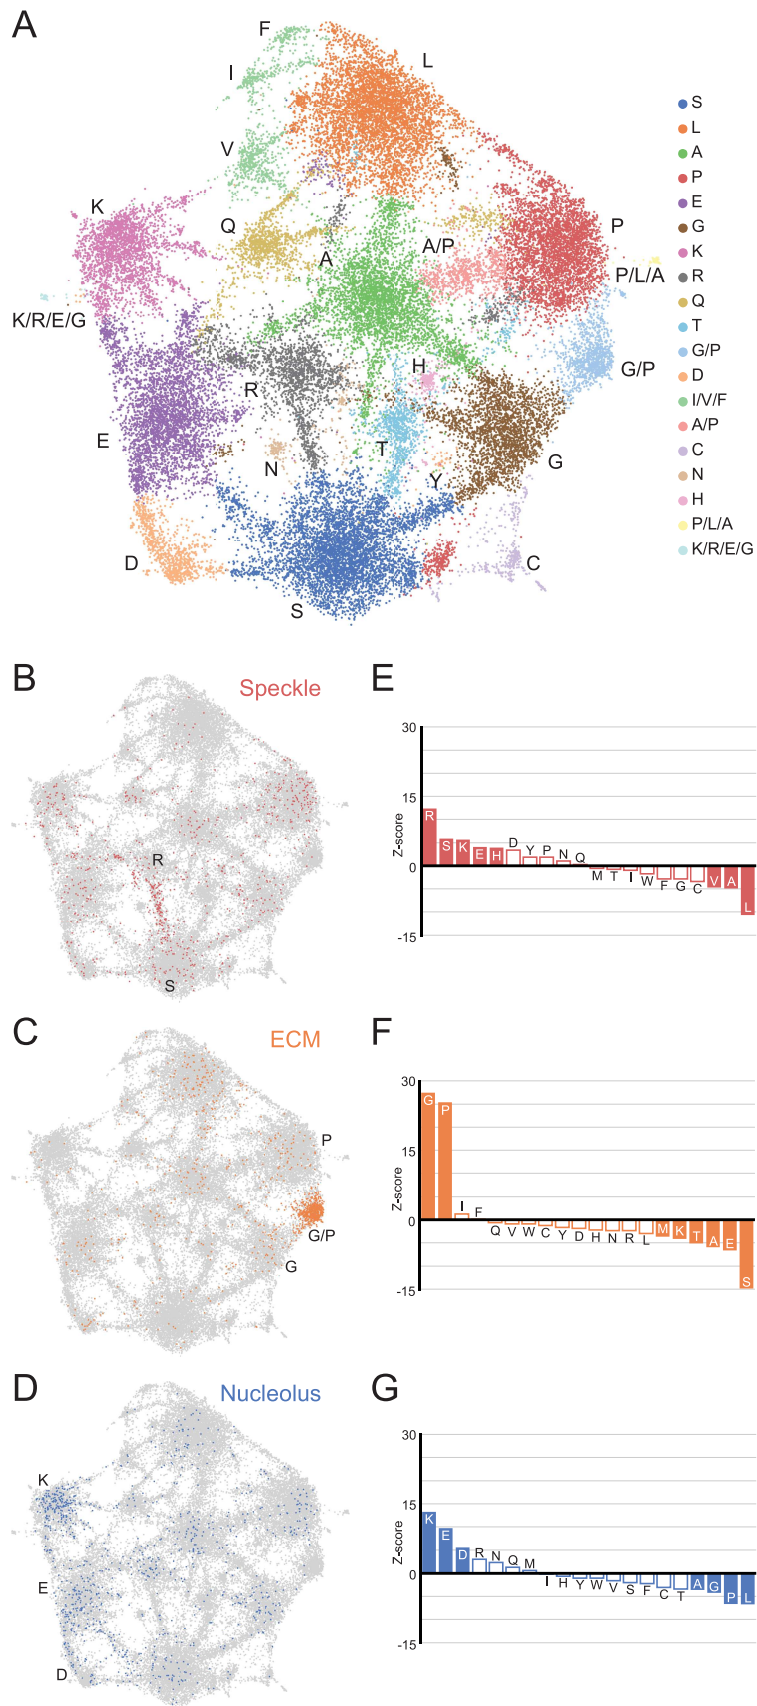 A
F
L
I
V
K
Q
P
A/P
A
P/L/A
K/R/E/G
H
G/P
R
E
T
G
N
Y
D
C
S
S
L
A
P
E
G
K
R
Q
T
G/P
D
I/V/F
A/P
C
N
H
P/L/A
K/R/E/G
B
Speckle
R
S
E
30
15
0
-15
Z-score
R S K E H D Y P N Q M T I W F G C V A L
C
ECM
P
G/P
G
F
30
15
0
-15
Z-score
G P I F Q V W C Y D H N R L M K T A E S
D
Nucleolus
K
E
D
G
30
15
0
-15
Z-score
K E D R N Q M I H Y W V S F C T A G P L